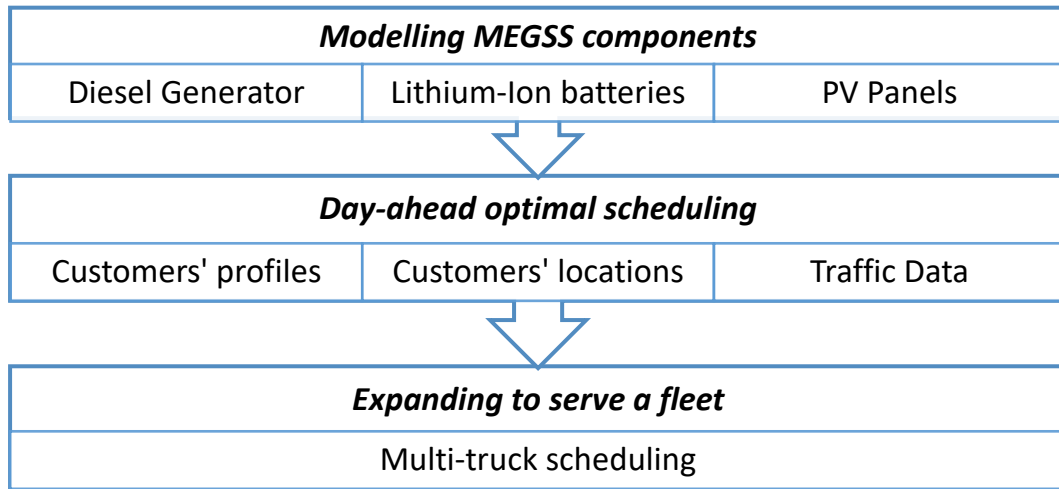 Modelling MEGSS components
Diesel Generator
Lithium-Ion batteries
PV Panels
Day-ahead optimal scheduling
Customers' profiles
Customers' locations
Traffic Data
Expanding to serve a fleet
Multi-truck scheduling